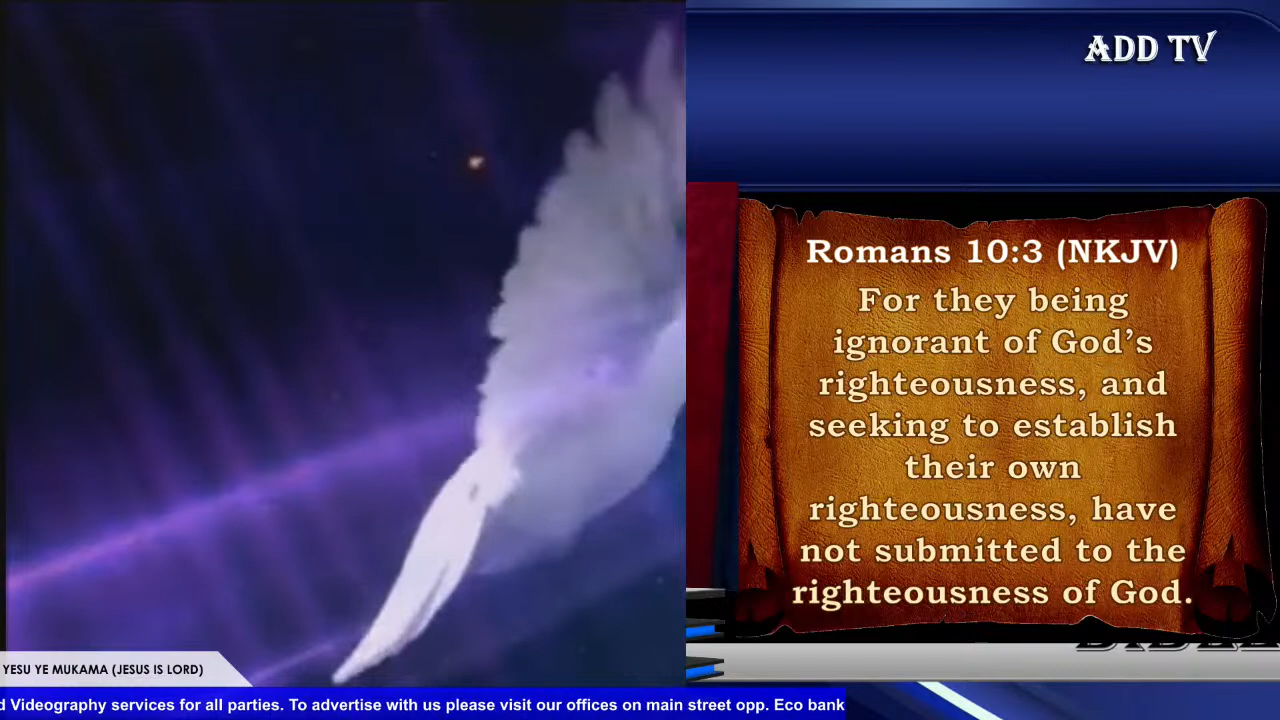 ADD TV
Romans 10:3 (NKJV)
For they being
ignorant of God's
righteousness, and
seeking to establish
their own
righteousness, have
not submitted to the
righteousness of God.
YESU YE MUKAMA (JESUS IS LORD)
Videography services for all parties. To advertise with us please visit our offices on main street opp. Eco bank